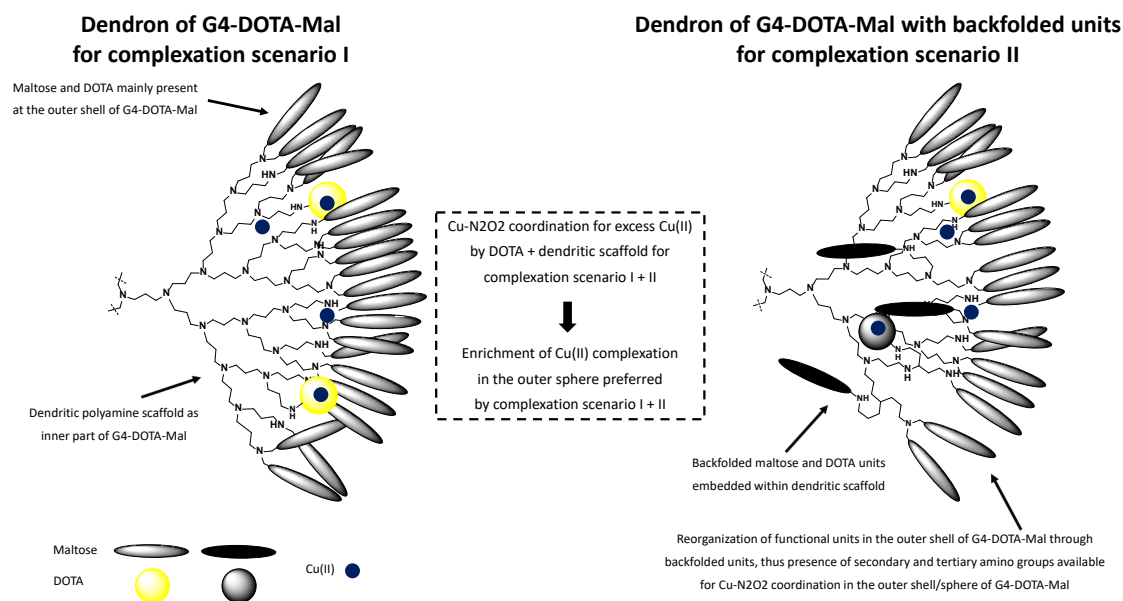 Dendron of G4-DOTA-Mal
for complexation scenario I
Maltose and DOTA mainly present
at the outer shell of G4-DOTA-Mal
Dendritic polyamine scaffold as
inner part of G4-DOTA-Mal
Cu-N2O2 coordination for excess Cu(II)
by DOTA + dendritic scaffold for
complexation scenario I + II
Enrichment of Cu(II) complexation
in the outer sphere preferred
by complexation scenario I + II
Dendron of G4-DOTA-Mal with backfolded units
for complexation scenario II
Backfolded maltose and DOTA units
embedded within dendritic scaffold
Reorganization of functional units in the outer shell of G4-DOTA-Mal through
backfolded units, thus presence of secondary and tertiary amino groups available
for Cu-N2O2 coordination in the outer shell/sphere of G4-DOTA-Mal
Maltose
DOTA
Cu(II)